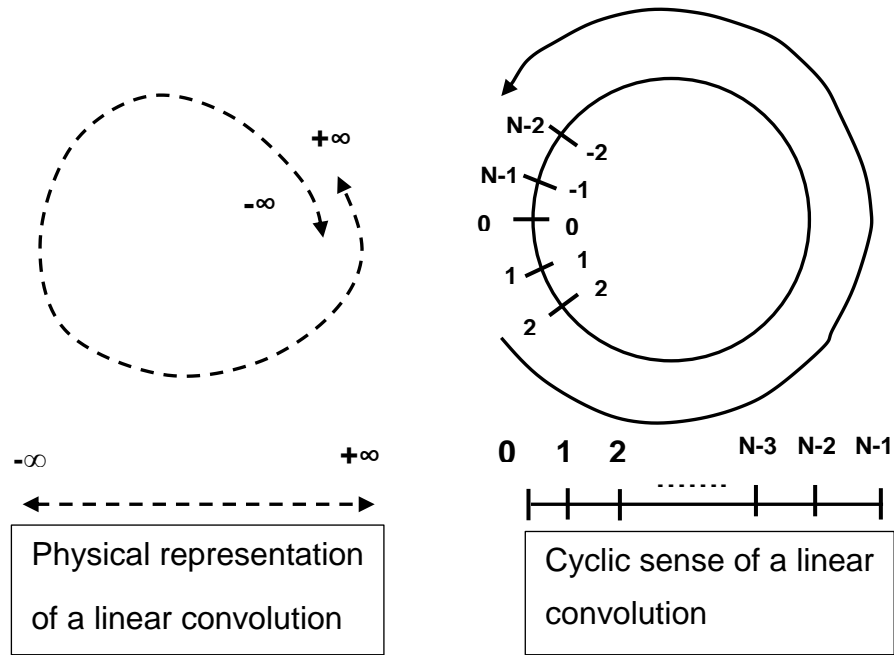 +∞
-∞
-∞
+∞
Physical representation
of a linear convolution
N-2
-2
N-1
-1
0
0
1
1
2
2
0 1 2 ....... N-3 N-2 N-1
Cyclic sense of a linear
convolution